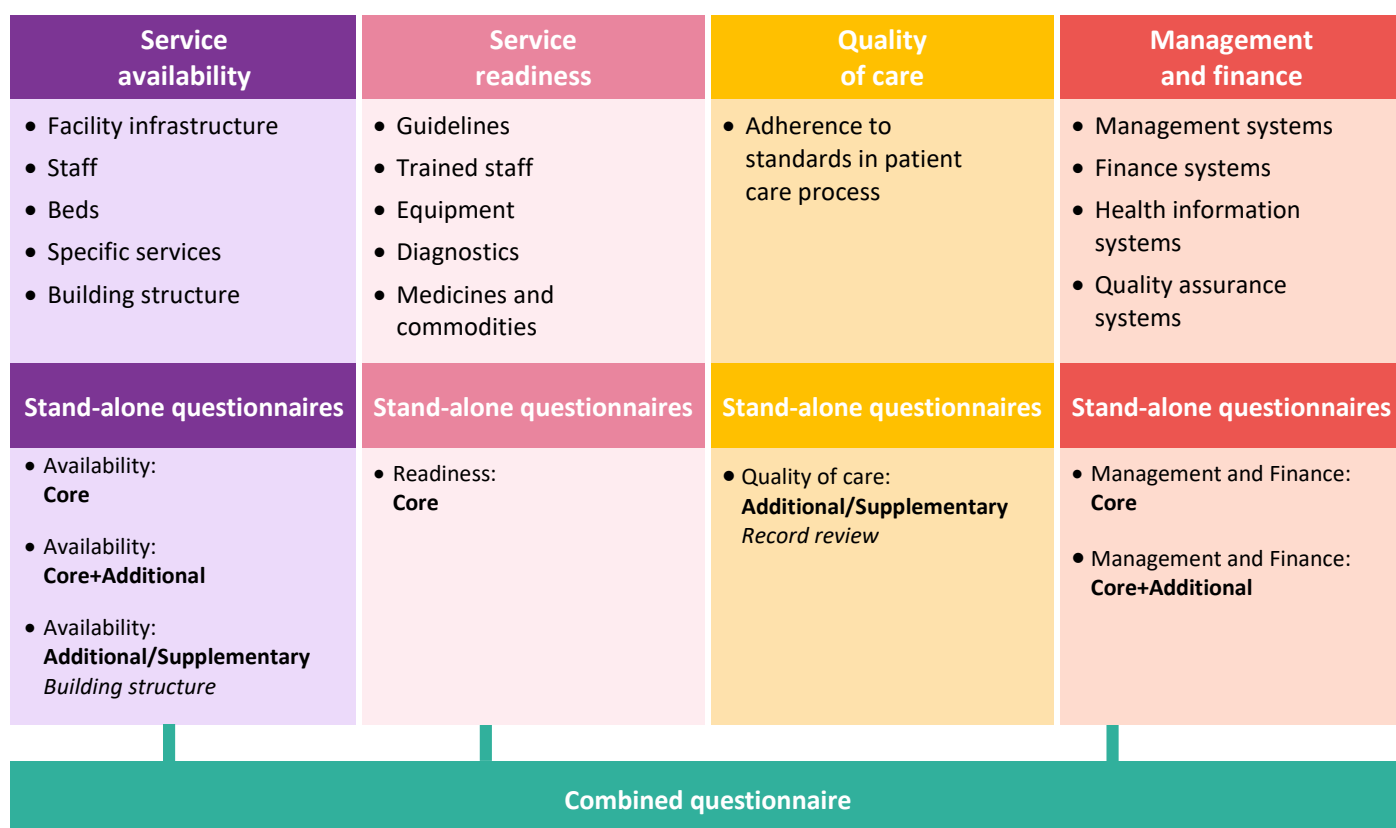 Service
availability
• Facility infrastructure
• Staff
• Beds
• Specific services
• Building structure
Stand-alone questionnaires
• Availability:
Core
• Availability:
Core+Additional
• Availability:
Additional/Supplementary
Building structure
Service
readiness
• Guidelines
• Trained staff
• Equipment
• Diagnostics
• Medicines and
commodities
Stand-alone questionnaires
• Readiness:
Core
Quality
of care
• Adherence to
standards in patient
care process
Stand-alone questionnaires
• Quality of care:
Additional/Supplementary
Record review
Management
and finance
• Management systems
• Finance systems
• Health information
systems
• Quality assurance
systems
Stand-alone questionnaires
• Management and Finance:
Core
• Management and Finance:
Core+Additional
Combined questionnaire